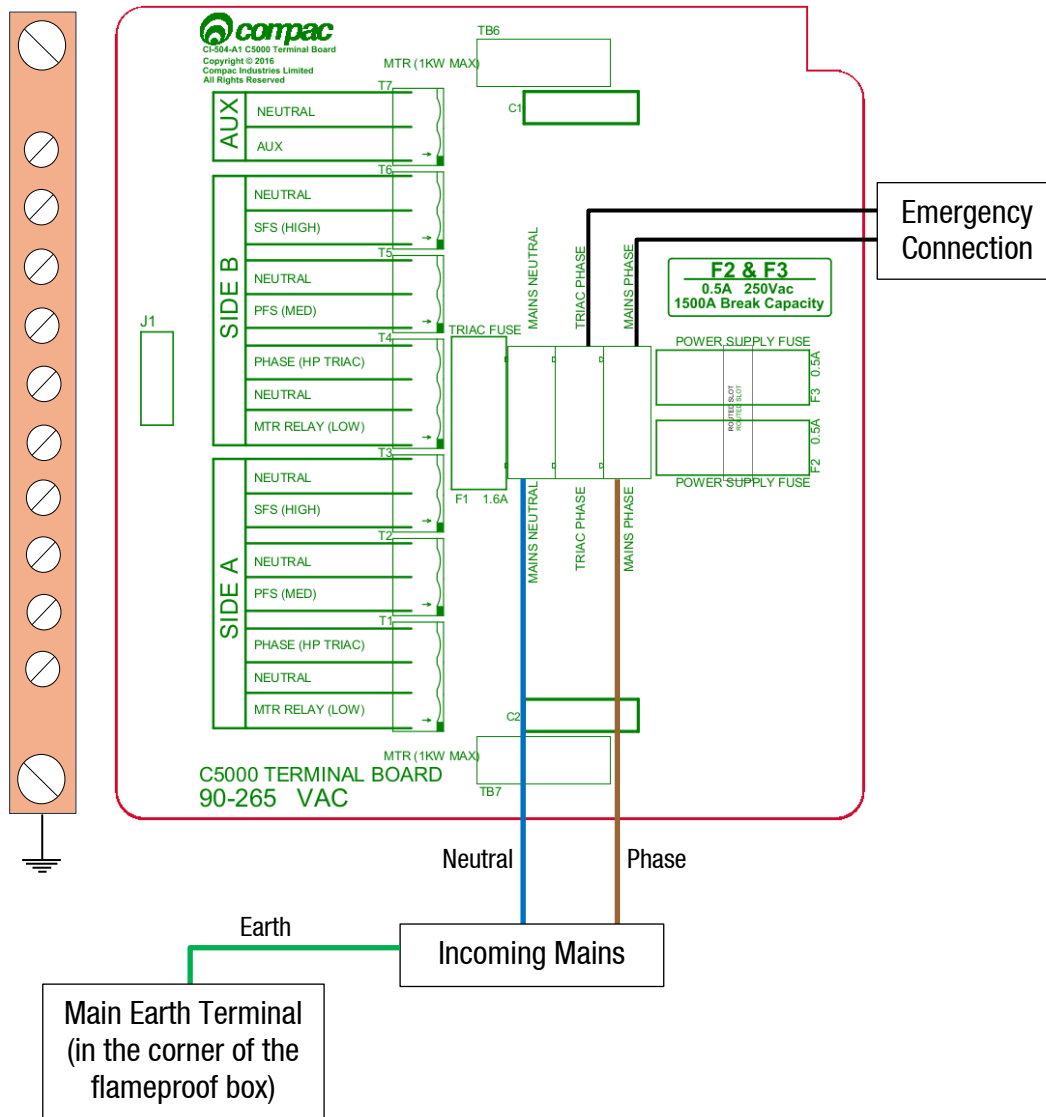 compac
CI-504-A1 C5000 Terminal Board
Copyright © 2016
Compac Industries Limited
All Rights Reserved
TB6
MTR (1KW MAX)
C1
T7
AUX
NEUTRAL
AUX
T6
SIDE B
NEUTRAL
SFS (HIGH)
T5
NEUTRAL
PFS (MED)
T4
PHASE (HP TRIAC)
NEUTRAL
MTR RELAY (LOW)
T3
SIDE A
NEUTRAL
SFS (HIGH)
T2
NEUTRAL
PFS (MED)
T1
PHASE (HP TRIAC)
NEUTRAL
MTR RELAY (LOW)
J1
MAINS NEUTRAL
TRIAC PHASE
MAINS PHASE
Emergency
Connection
F2 & F3
0.5A 250Vac
1500A Break Capacity
TRIAC FUSE
F1 1.6A
POWER SUPPLY FUSE
F3 0.5A
ROUTED SLOT
ROUTED SLOT
F2 0.5A
POWER SUPPLY FUSE
MAINS NEUTRAL
TRIAC PHASE
MAINS PHASE
C2
MTR (1KW MAX)
TB7
C5000 TERMINAL BOARD
90-265 VAC
Neutral
Phase
Earth
Incoming Mains
Main Earth Terminal
(in the corner of the
flameproof box)